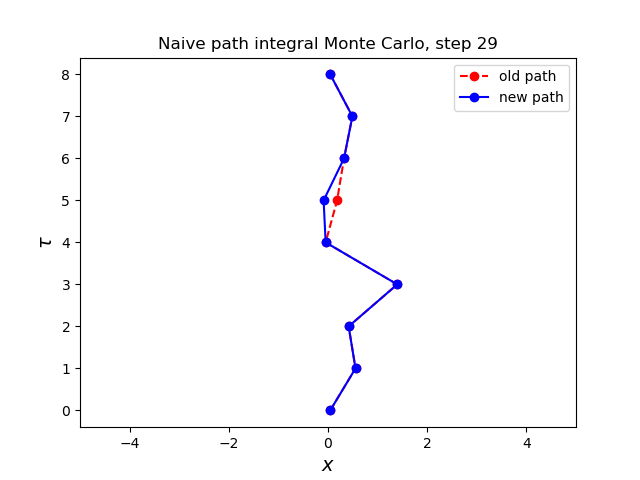 Naive path integral Monte Carlo, step 29
old path
new path
8
7
6
5
4
3
2
1
0
τ
−4
−2
0
2
4
x